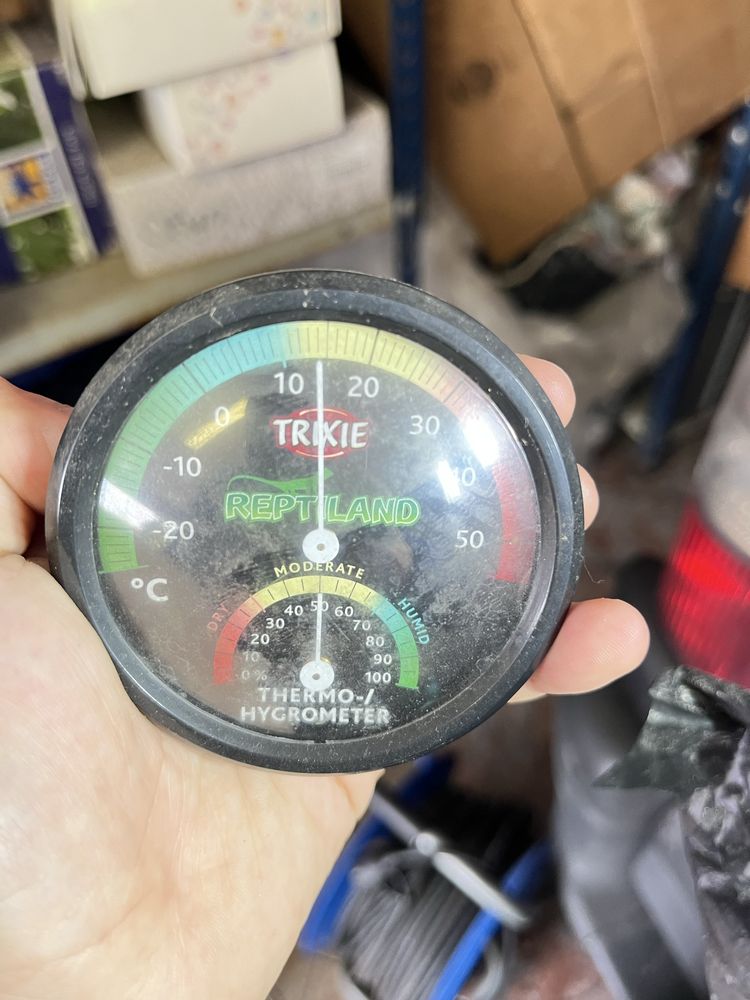 10 20
0 30
-10 40
-20 50
°C
TRIXIE
REPTILAND
MODERATE
DRY HUMID
40 50 60
30 70
20 80
10 90
0% 100
THERMO-/
HYGROMETER